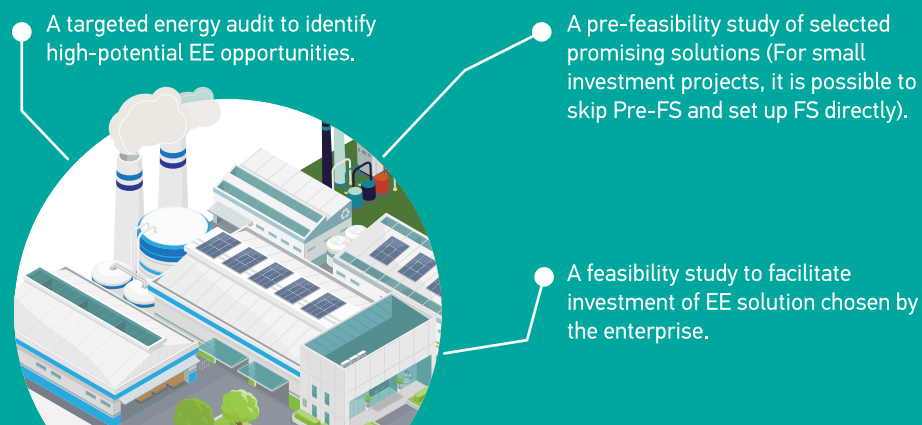 A targeted energy audit to identify
high-potential EE opportunities.
A pre-feasibility study of selected
promising solutions (For small
investment projects, it is possible to
skip Pre-FS and set up FS directly).
A feasibility study to facilitate
investment of EE solution chosen by
the enterprise.